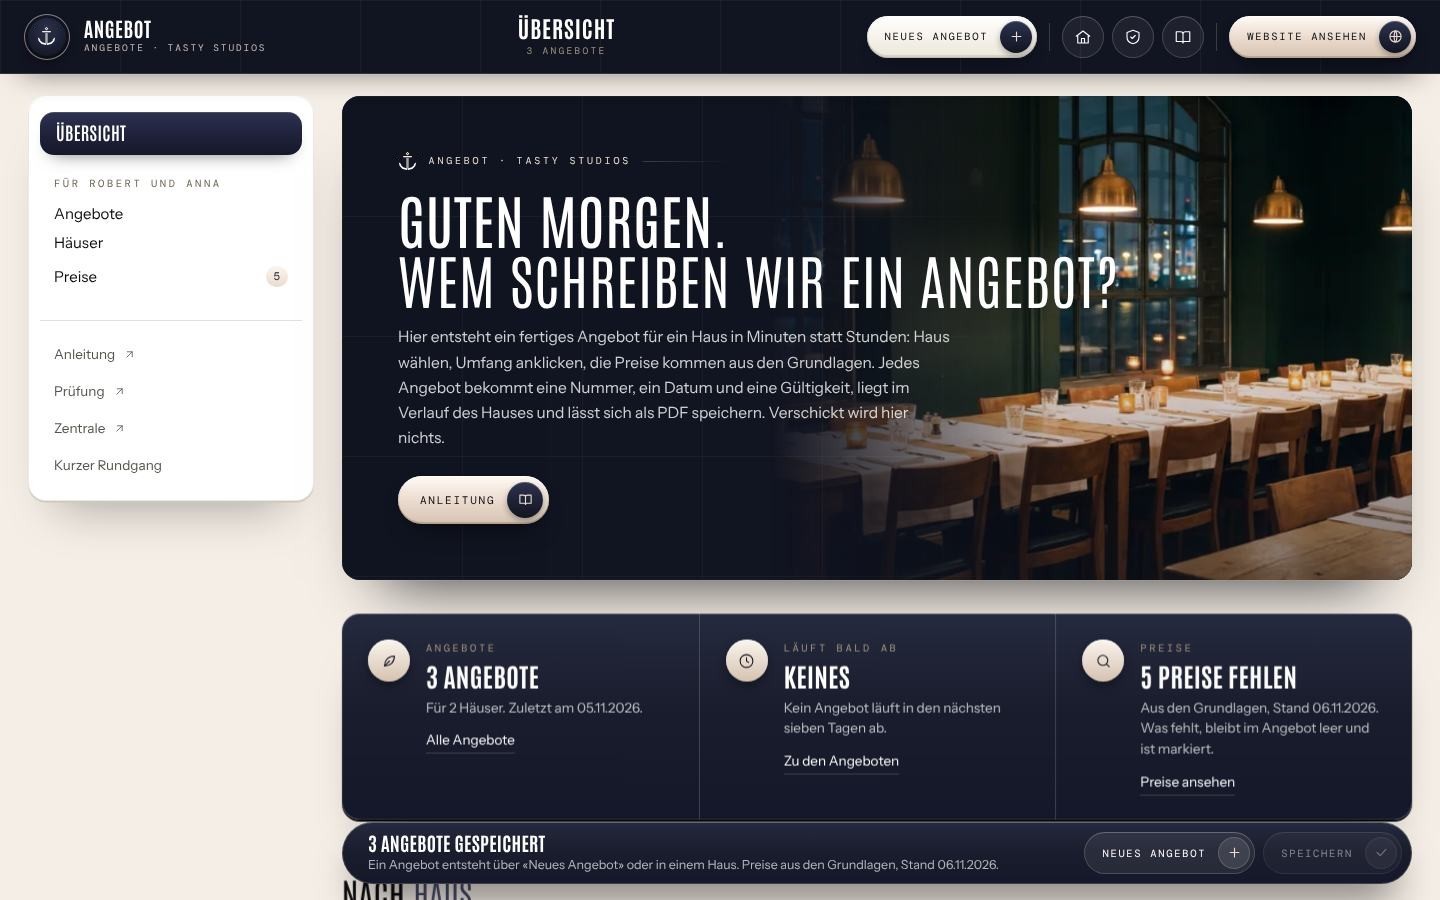 ANGEBOT
ANGEBOTE · TASTY STUDIOS
ÜBERSICHT
3 ANGEBOTE
NEUES ANGEBOT
WEBSITE ANSEHEN
ÜBERSICHT
FÜR ROBERT UND ANNA
Angebote
Häuser
Preise 5
Anleitung
Prüfung
Zentrale
Kurzer Rundgang
ANGEBOT · TASTY STUDIOS
GUTEN MORGEN.
WEM SCHREIBEN WIR EIN ANGEBOT?
Hier entsteht ein fertiges Angebot für ein Haus in Minuten statt Stunden: Haus
wählen, Umfang anklicken, die Preise kommen aus den Grundlagen. Jedes
Angebot bekommt eine Nummer, ein Datum und eine Gültigkeit, liegt im
Verlauf des Hauses und lässt sich als PDF speichern. Verschickt wird hier
nichts.
ANLEITUNG
ANGEBOTE
3 ANGEBOTE
Für 2 Häuser. Zuletzt am 05.11.2026.
Alle Angebote
LÄUFT BALD AB
KEINES
Kein Angebot läuft in den nächsten
sieben Tagen ab.
Zu den Angeboten
PREISE
5 PREISE FEHLEN
Aus den Grundlagen, Stand 06.11.2026.
Was fehlt, bleibt im Angebot leer und
ist markiert.
Preise ansehen
3 ANGEBOTE GESPEICHERT
Ein Angebot entsteht über «Neues Angebot» oder in einem Haus. Preise aus den Grundlagen, Stand 06.11.2026.
NEUES ANGEBOT
SPEICHERN
NACH HAUS